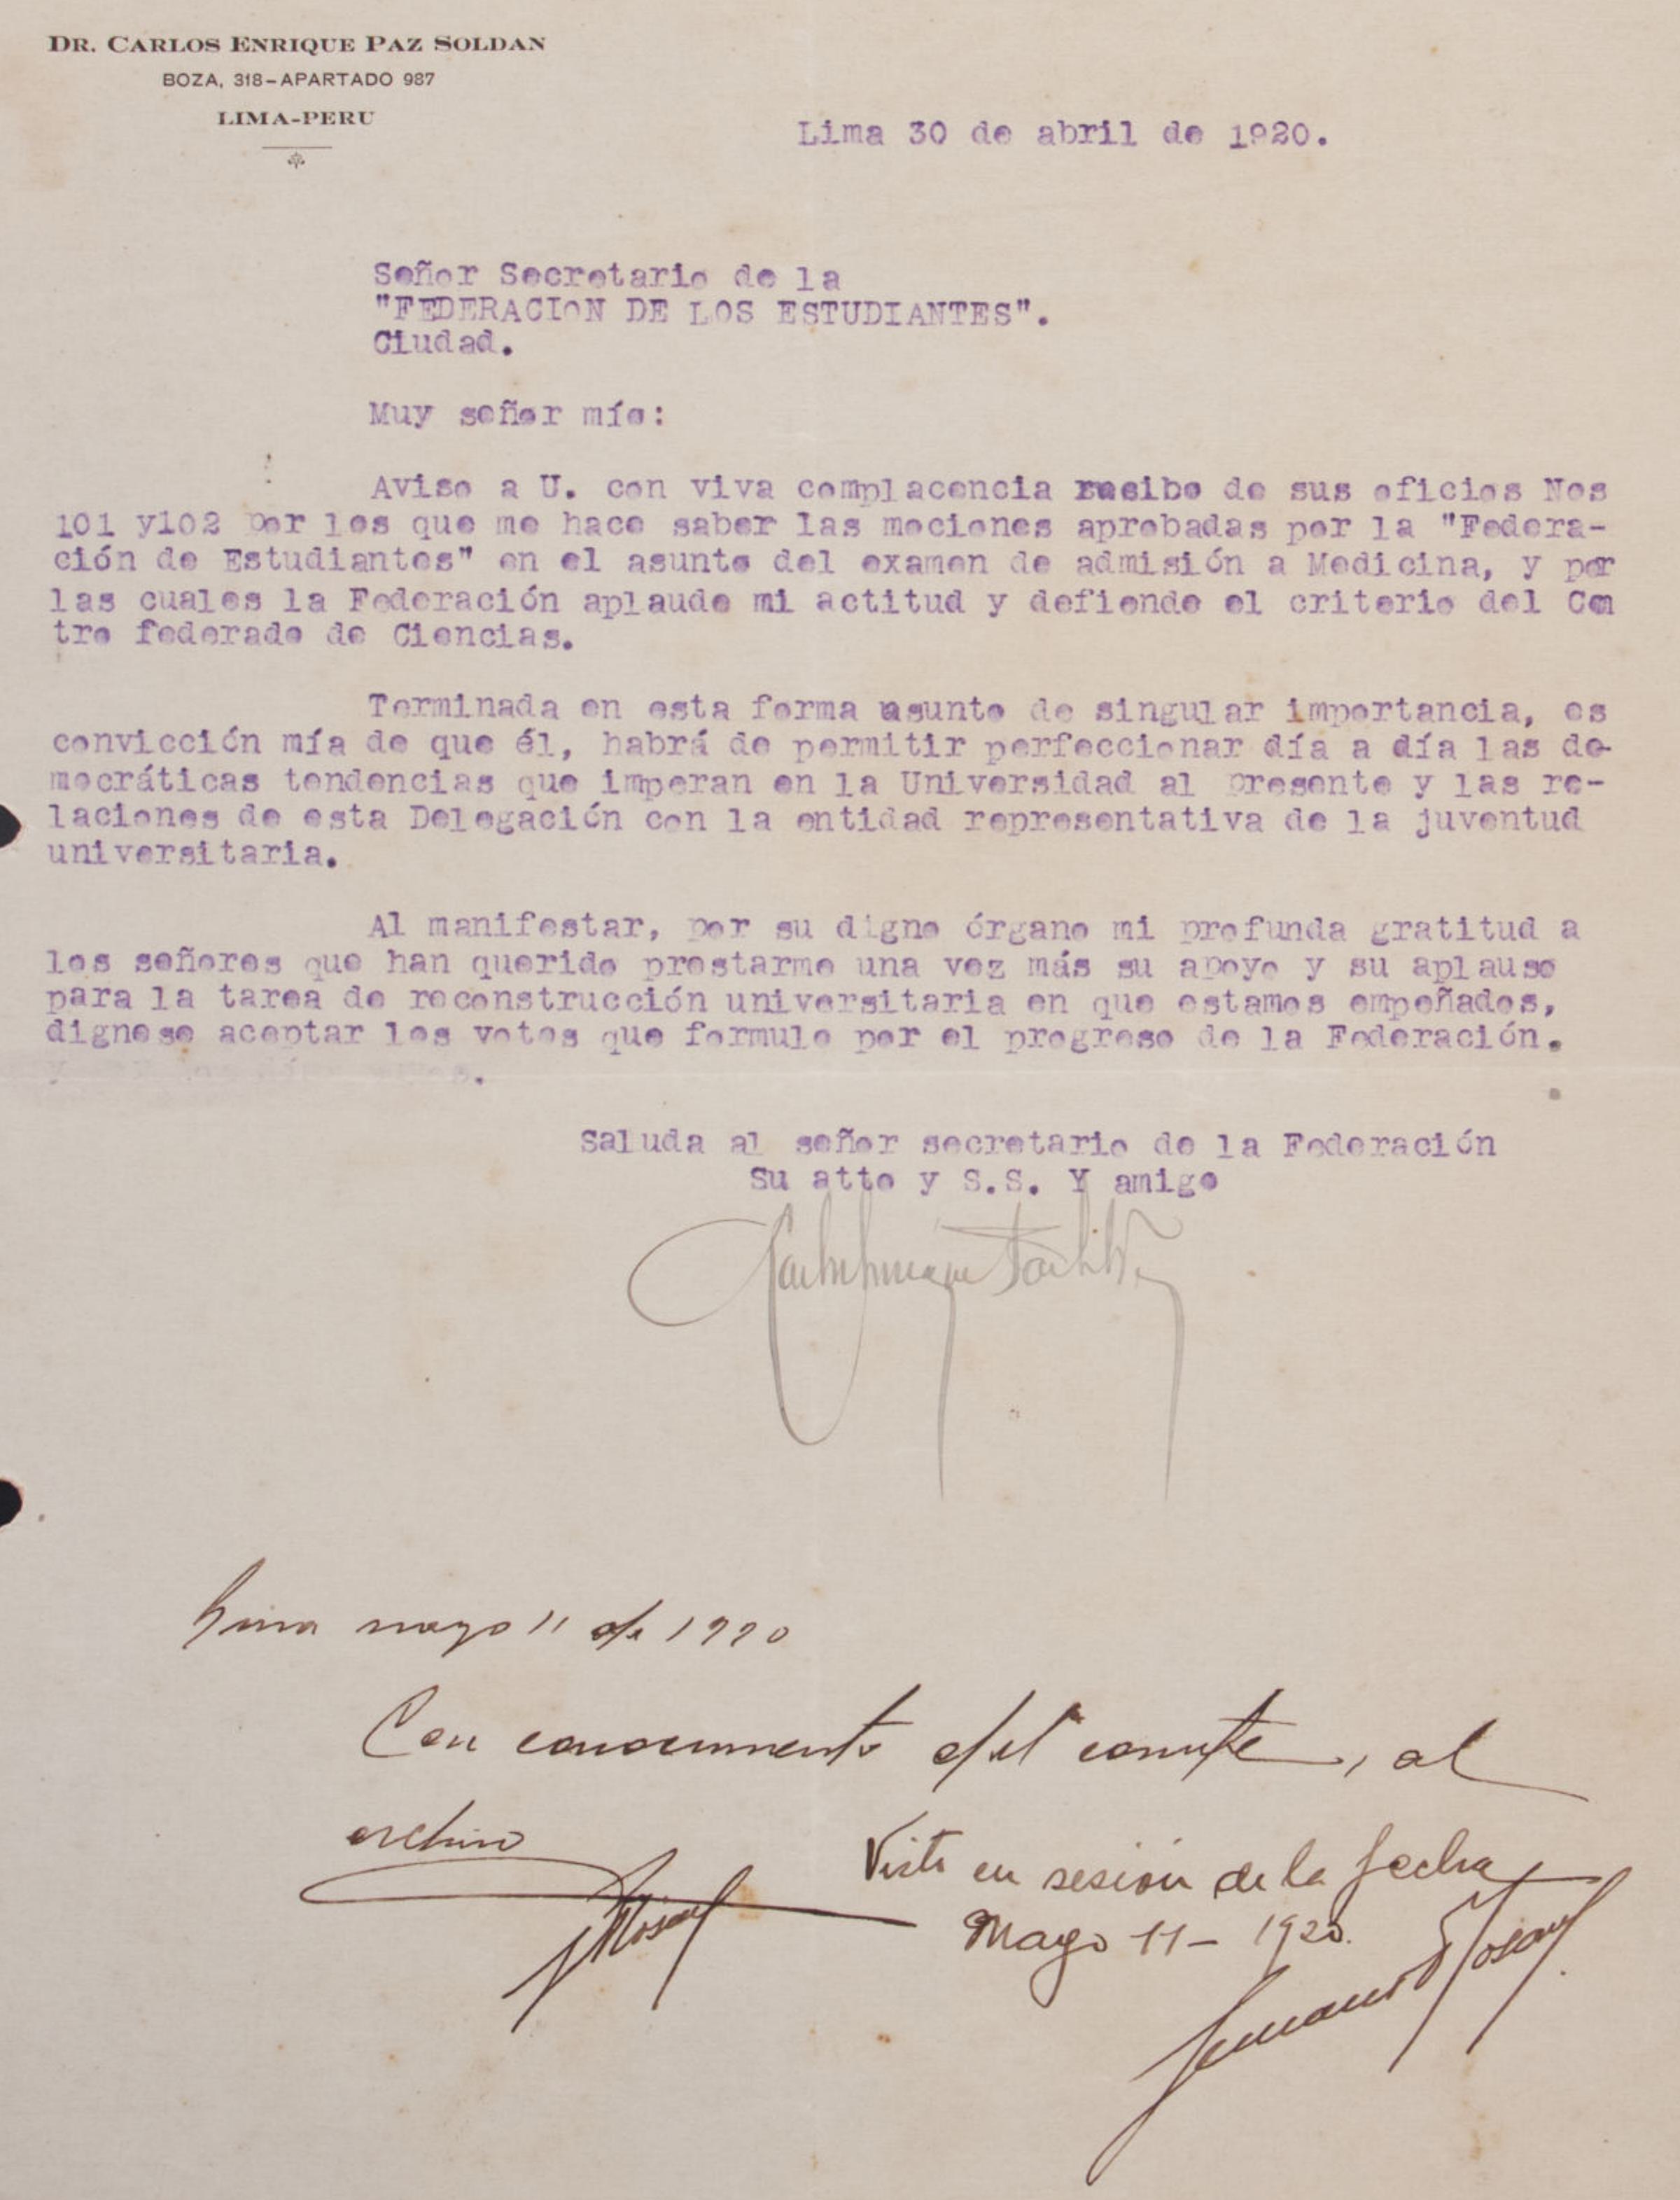 DR. CARLOS ENRIQUE PAZ SOLDAN
BOZA, 318-APARTADO 987
LIMA-PERU
Lima 30 de abril de 1920.
Señor Secretario de la
"FEDERACION DE LOS ESTUDIANTES".
Ciudad.
Muy señor mío:
Aviso a U. con viva complacencia recibo de sus oficios Nos
101 y102 por los que me hace saber las mociones aprobadas por la "Federa-
ción de Estudiantes" en el asunto del examen de admisión a Medicina, y por
las cuales la Federación aplaude mi actitud y defiende el criterio del Cen
tro federado de Ciencias.
Terminada en esta forma asunto de singular importancia, es
convicción mía de que él, habrá de permitir perfeccionar día a día las de-
mocráticas tendencias que imperan en la Universidad al presente y las re-
laciones de esta Delegación con la entidad representativa de la juventud
universitaria.
Al manifestar, por su digno órgano mi profunda gratitud a
los señores que han querido prestarme una vez más su apoyo y su aplauso
para la tarea de reconstrucción universitaria en que estamos empeñados,
dignese aceptar los votos que formulo por el progreso de la Federación.
Saluda al señor secretario de la Federación
Su atto y S.S. Y amigo
Lima mayo 11 de 1920
Con conocimiento del comite, al
archivo
Visto en sesión de la fecha
Mayo 11- 1920.